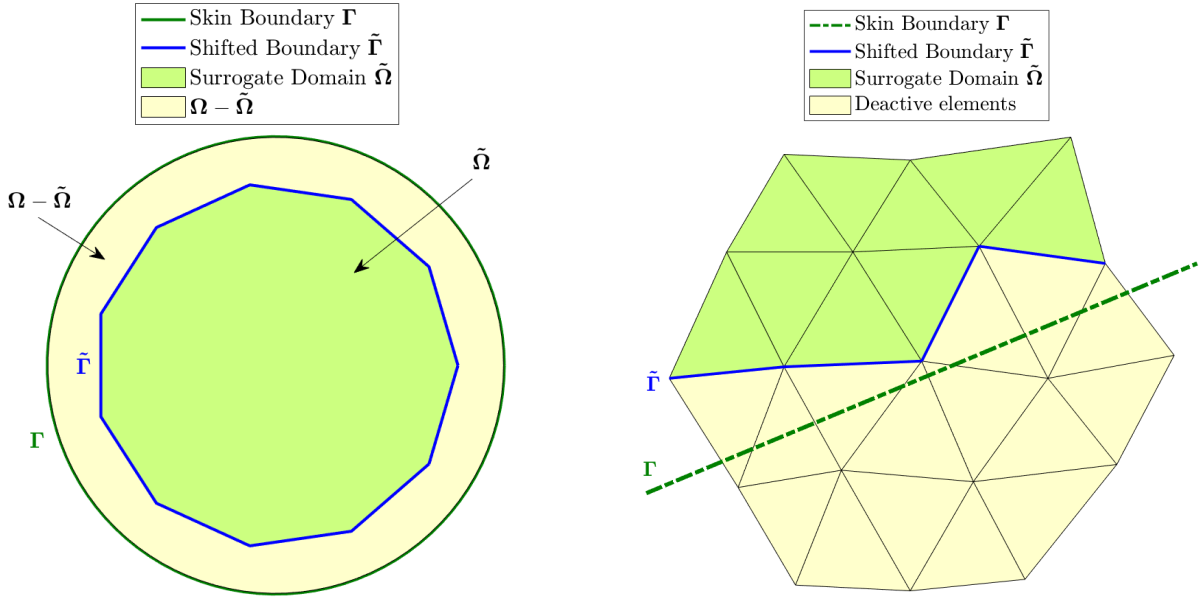 Skin Boundary Γ
Shifted Boundary Γ̃
Surrogate Domain Ω̃
Ω − Ω̃
Ω̃
Ω − Ω̃
Γ̃
Γ
Skin Boundary Γ
Shifted Boundary Γ̃
Surrogate Domain Ω̃
Deactive elements
Γ̃
Γ